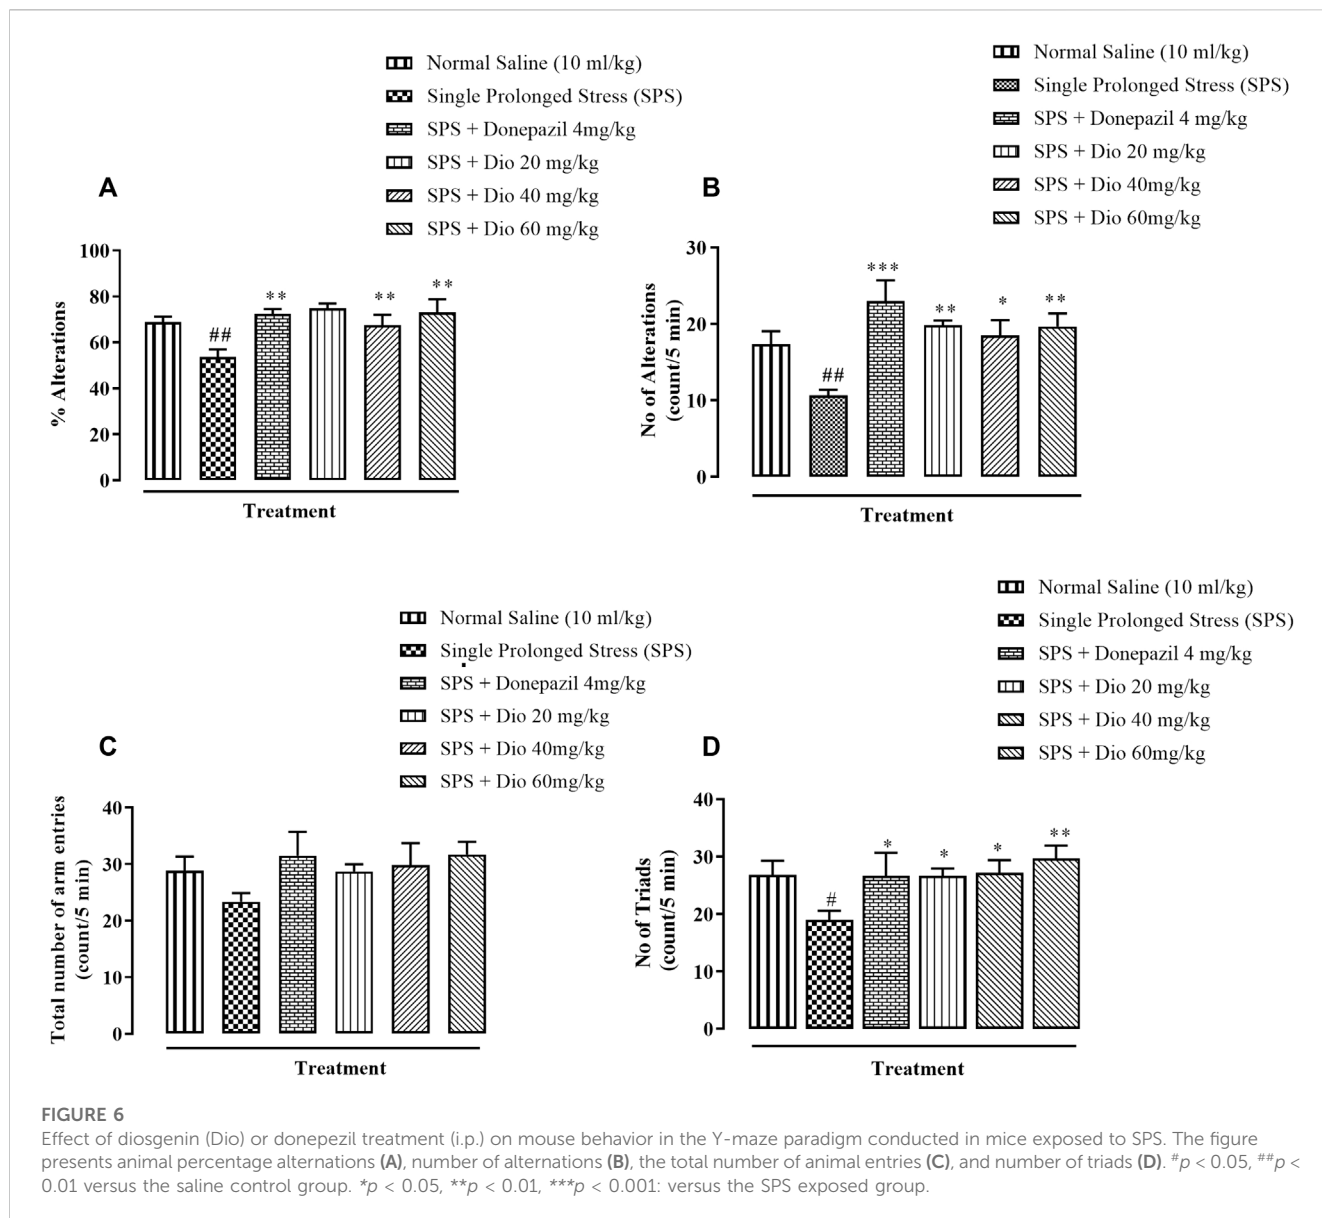 Normal Saline (10 ml/kg)
Single Prolonged Stress (SPS)
SPS + Donepazil 4mg/kg
SPS + Dio 20 mg/kg
SPS + Dio 40 mg/kg
SPS + Dio 60 mg/kg
A
% Alterations
100
80
60
40
20
0
##
**
**
**
Treatment
Normal Saline (10 ml/kg)
Single Prolonged Stress (SPS)
SPS + Donepazil 4 mg/kg
SPS + Dio 20 mg/kg
SPS + Dio 40mg/kg
SPS + Dio 60mg/kg
B
No of Alterations
(count/5 min)
30
20
10
0
##
***
**
*
**
Treatment
Normal Saline (10 ml/kg)
Single Prolonged Stress (SPS)
SPS + Donepazil 4mg/kg
SPS + Dio 20 mg/kg
SPS + Dio 40mg/kg
SPS + Dio 60mg/kg
C
Total number of arm entries
(count/5 min)
40
30
20
10
0
Treatment
Normal Saline (10 ml/kg)
Single Prolonged Stress (SPS)
SPS + Donepazil 4 mg/kg
SPS + Dio 20 mg/kg
SPS + Dio 40 mg/kg
SPS + Dio 60mg/kg
D
No of Triads
(count/5 min)
40
30
20
10
0
#
*
*
*
**
Treatment
FIGURE 6
Effect of diosgenin (Dio) or donepezil treatment (i.p.) on mouse behavior in the Y-maze paradigm conducted in mice exposed to SPS. The figure
presents animal percentage alternations (A), number of alternations (B), the total number of animal entries (C), and number of triads (D). #p < 0.05, ##p <
0.01 versus the saline control group. *p < 0.05, **p < 0.01, ***p < 0.001: versus the SPS exposed group.